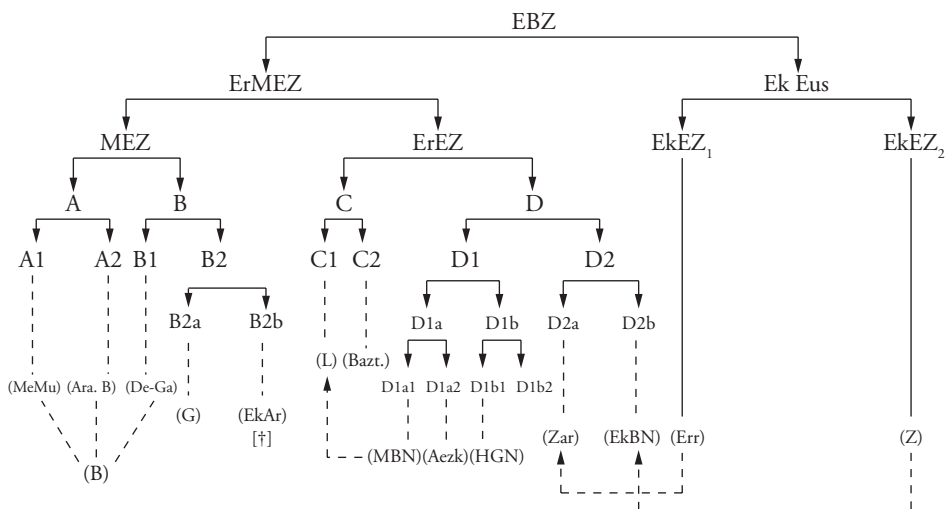 EBZ
ErMEZ Ek Eus
MEZ ErEZ EkEZ₁ EkEZ₂
A B C D
A1 A2 B1 B2 C1 C2 D1 D2
B2a B2b D1a D1b D2a D2b
(L) (Bazt.)
(MeMu) (Ara. B) (De-Ga) D1a1 D1a2 D1b1 D1b2
(G) (EkAr)
[†]
(Zar) (EkBN) (Err) (Z)
(MBN) (Aezk) (HGN)
(B)